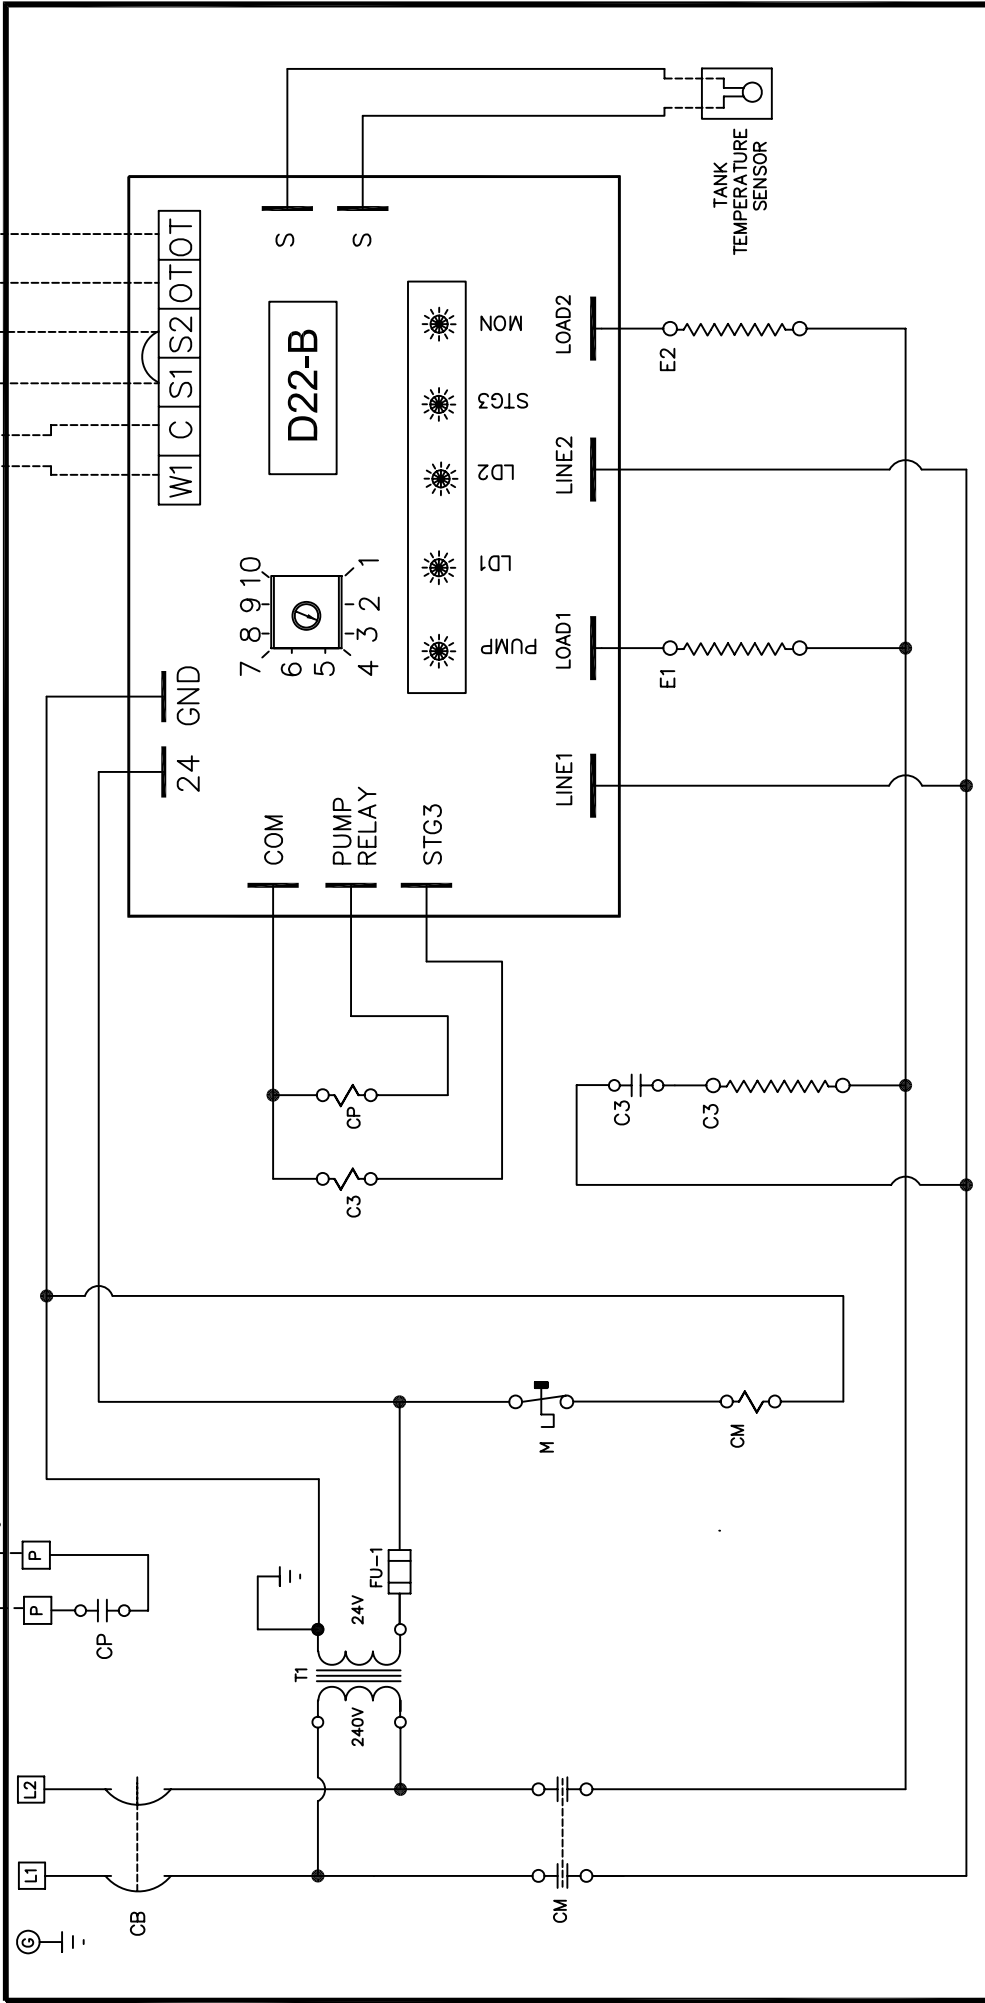 TANK
TEMPERATURE
SENSOR
OT
OT
S2
S1
C
W1
S
S
D22-B
MON
STG3
LD2
LD1
PUMP
LOAD2
LINE2
LOAD1
LINE1
E2
E1
10
9
8
7
6
5
4
3
2
1
GND
24
COM
PUMP
RELAY
STG3
CP
C3
C3
C3
M
CM
P
P
CP
FU-1
24V
T1
240V
L2
L1
CB
CM
G